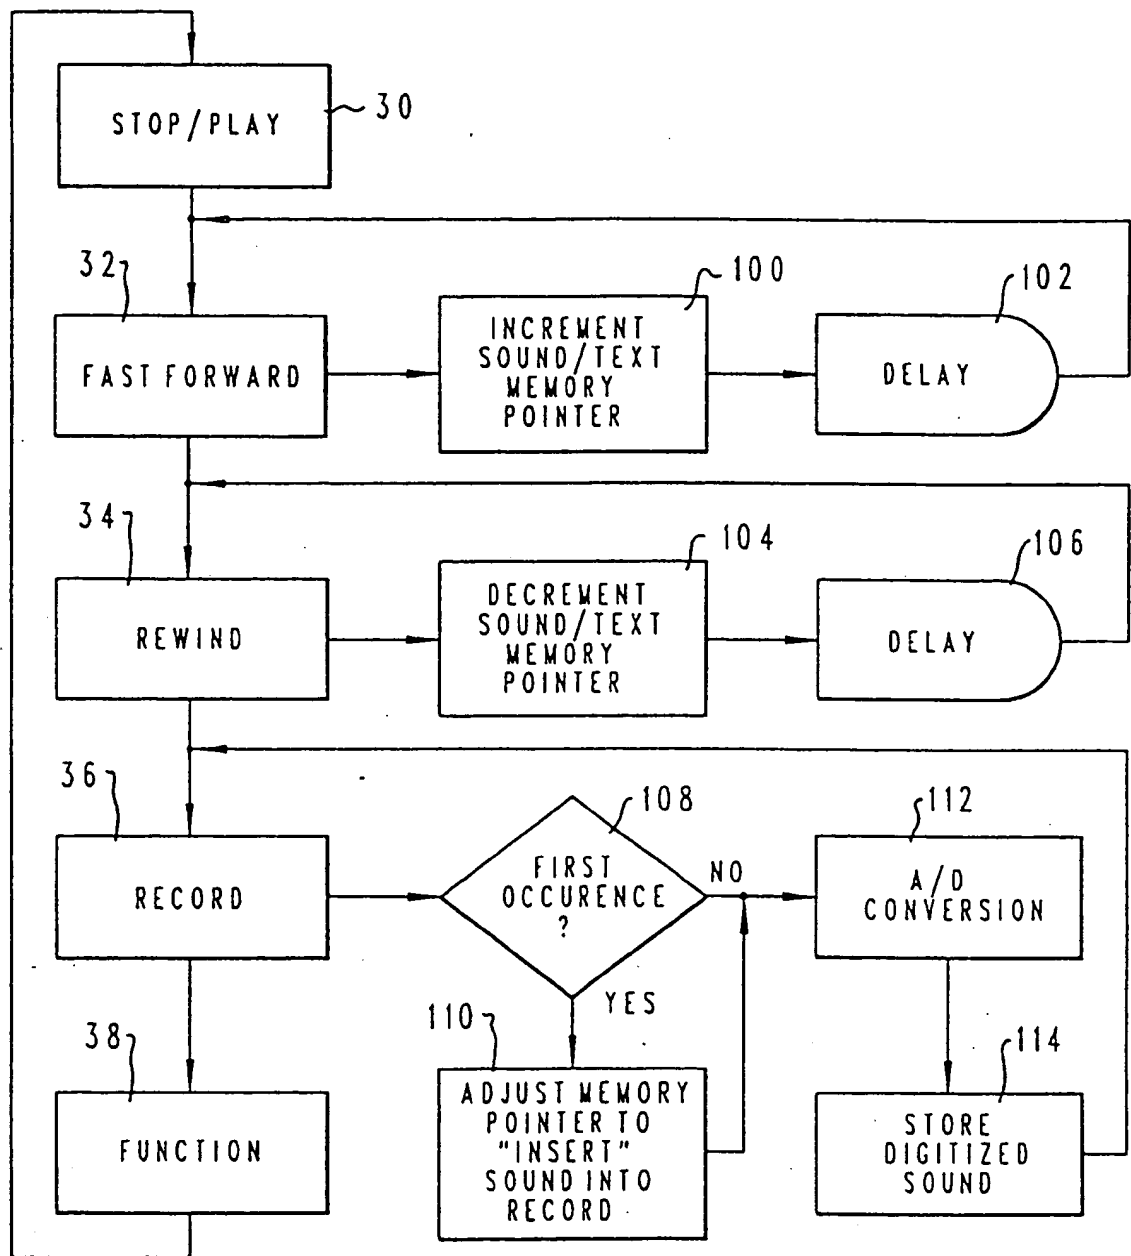 STOP/PLAY
30
32
FAST FORWARD
100
INCREMENT
SOUND/TEXT
MEMORY
POINTER
102
DELAY
34
REWIND
104
DECREMENT
SOUND/TEXT
MEMORY
POINTER
106
DELAY
36
RECORD
108
FIRST
OCCURENCE
?
NO
YES
112
A/D
CONVERSION
38
FUNCTION
110
ADJUST MEMORY
POINTER TO
"INSERT"
SOUND INTO
RECORD
114
STORE
DIGITIZED
SOUND